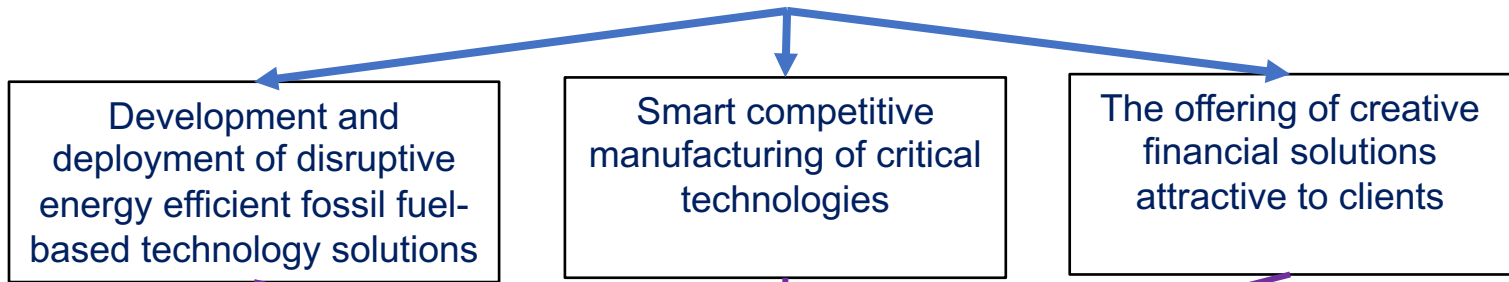 Development and
deployment of disruptive
energy efficient fossil fuel-
based technology solutions
Smart competitive
manufacturing of critical
technologies
The offering of creative
financial solutions
attractive to clients